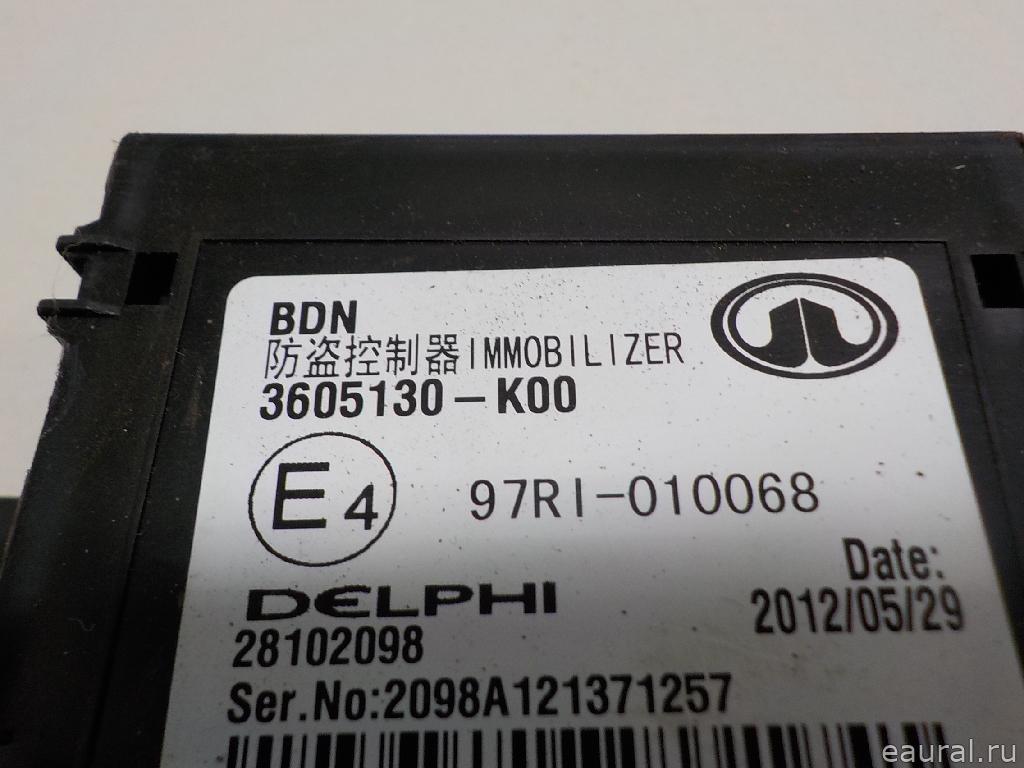 BDN
防盗控制器IMMOBILIZER
3605130-K00
E4 97RI-010068
Date:
DELPHI 2012/05/29
28102098
Ser.No:2098A121371257
eaural.ru